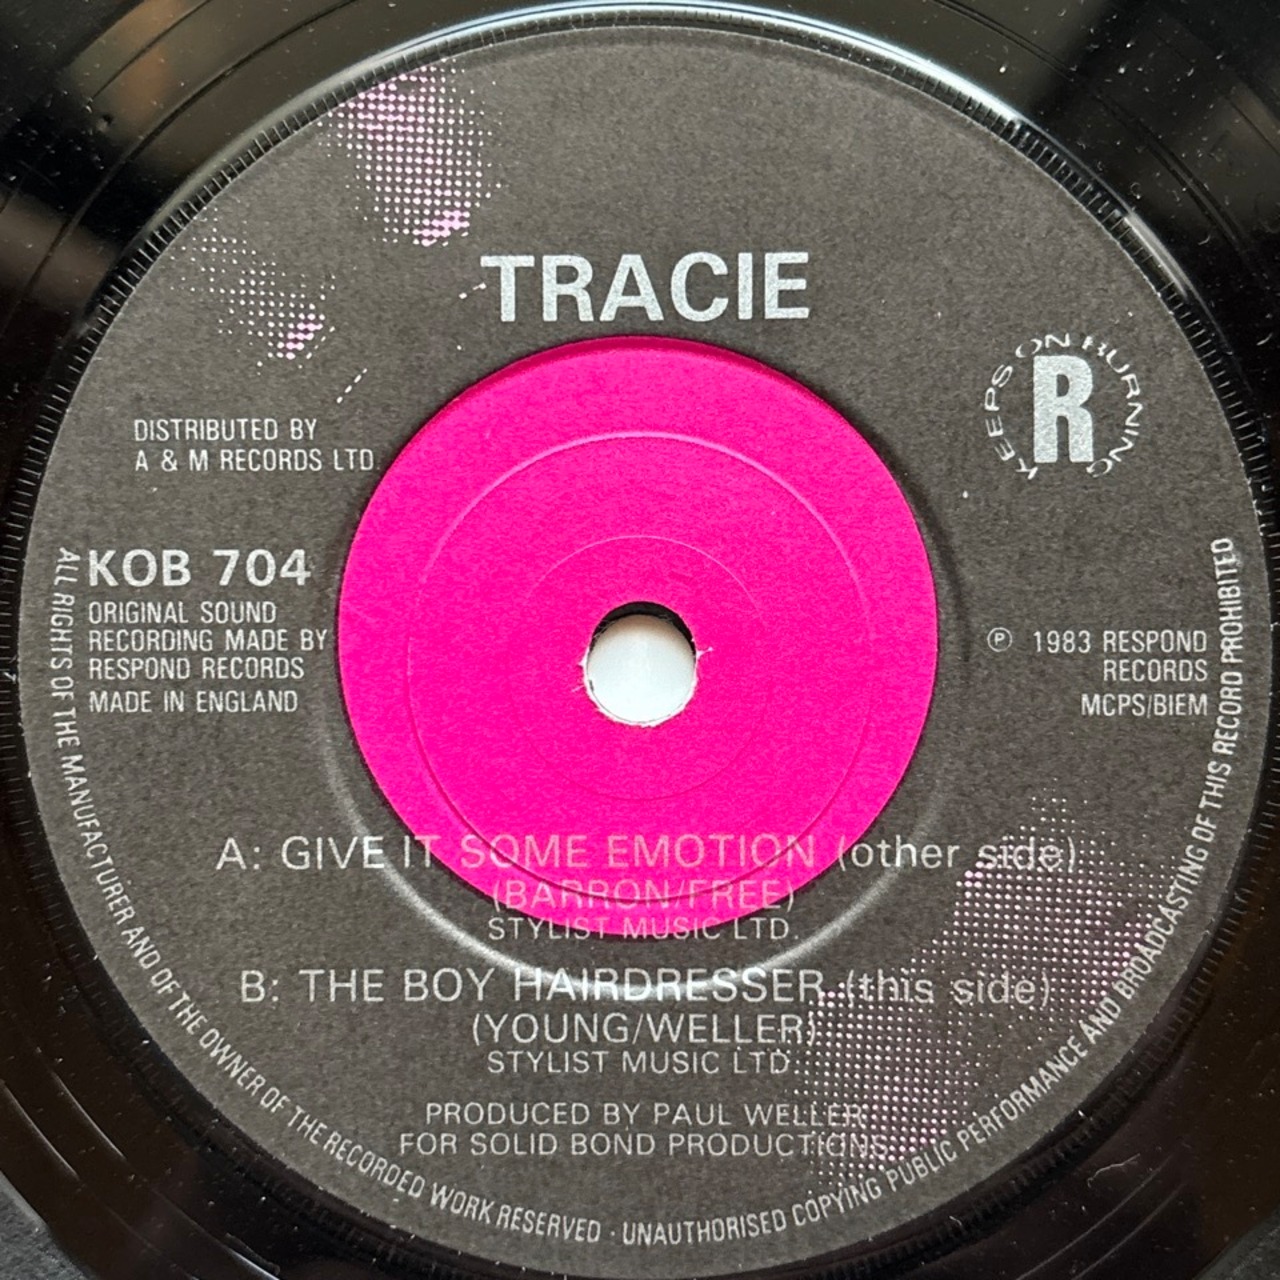 TRACIE
KEEPS ON BURNING
R
DISTRIBUTED BY
A & M RECORDS LTD.
KOB 704
ORIGINAL SOUND
RECORDING MADE BY
RESPOND RECORDS
MADE IN ENGLAND
℗ 1983 RESPOND
RECORDS
MCPS/BIEM
A: GIVE IT SOME EMOTION (other side)
(BARRON/FREE)
STYLIST MUSIC LTD.
B: THE BOY HAIRDRESSER (this side)
(YOUNG/WELLER)
STYLIST MUSIC LTD.
PRODUCED BY PAUL WELLER
FOR SOLID BOND PRODUCTIONS
ALL RIGHTS OF THE MANUFACTURER AND OF THE OWNER OF THE RECORDED WORK RESERVED · UNAUTHORISED COPYING PUBLIC PERFORMANCE AND BROADCASTING OF THIS RECORD PROHIBITED